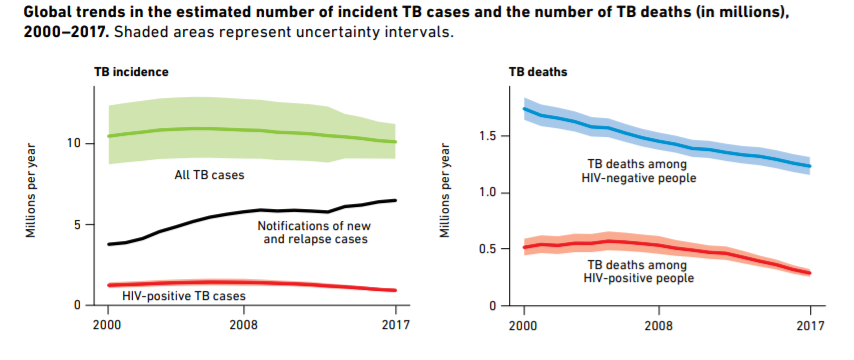 Global trends in the estimated number of incident TB cases and the number of TB deaths (in millions),
2000–2017. Shaded areas represent uncertainty intervals.
TB incidence
Millions per year
10
5
0
All TB cases
Notifications of new
and relapse cases
HIV-positive TB cases
2000
2008
2017
TB deaths
Millions per year
1.5
1.0
0.5
0
TB deaths among
HIV-negative people
TB deaths among
HIV-positive people
2000
2008
2017